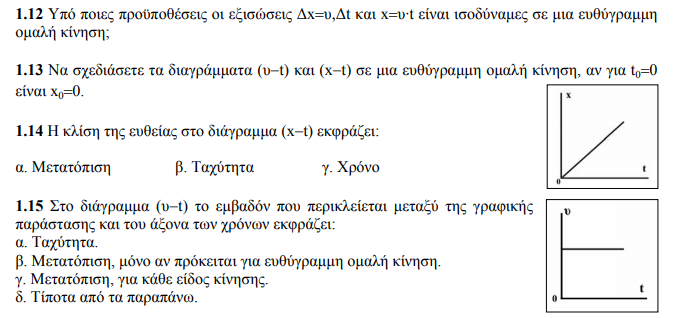 1.12 Υπό ποιες προϋποθέσεις οι εξισώσεις Δx=υ,Δt και x=υ·t είναι ισοδύναμες σε μια ευθύγραμμη
ομαλή κίνηση;
1.13 Να σχεδιάσετε τα διαγράμματα (υ–t) και (x–t) σε μια ευθύγραμμη ομαλή κίνηση, αν για t₀=0
είναι x₀=0.
x
1.14 Η κλίση της ευθείας στο διάγραμμα (x–t) εκφράζει:
α. Μετατόπιση β. Ταχύτητα γ. Χρόνο
t
0
1.15 Στο διάγραμμα (υ–t) το εμβαδόν που περικλείεται μεταξύ της γραφικής
παράστασης και του άξονα των χρόνων εκφράζει:
α. Ταχύτητα.
β. Μετατόπιση, μόνο αν πρόκειται για ευθύγραμμη ομαλή κίνηση.
γ. Μετατόπιση, για κάθε είδος κίνησης.
δ. Τίποτα από τα παραπάνω.
υ
t
0